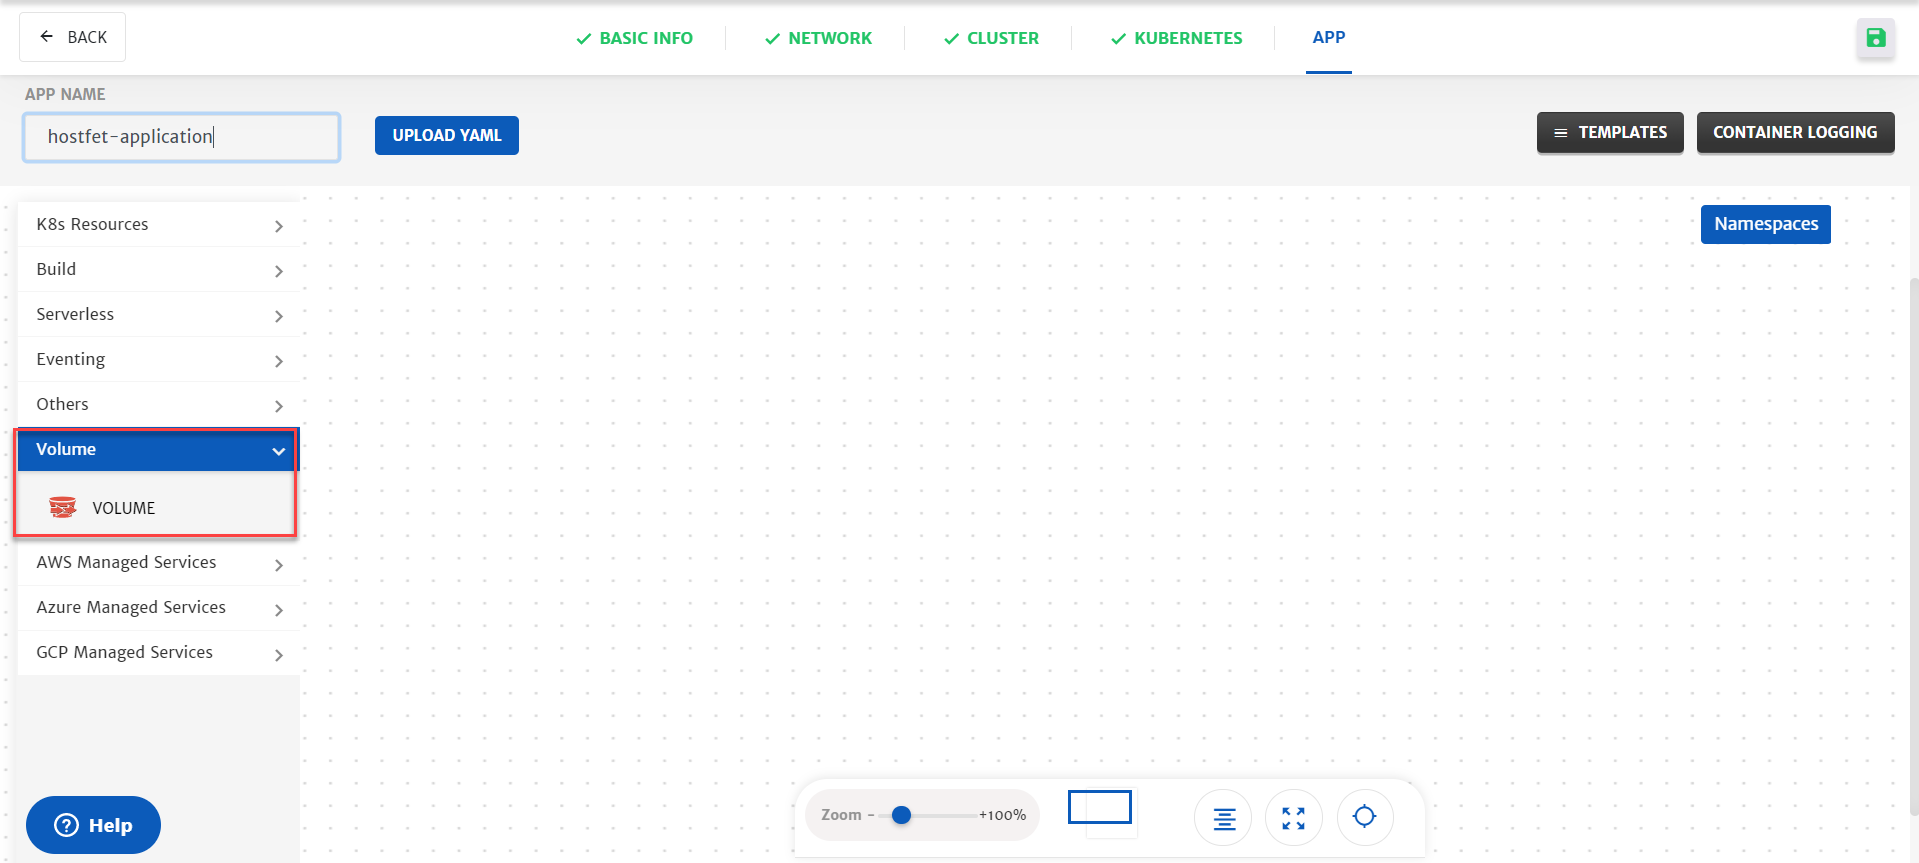 BACK
BASIC INFO
NETWORK
CLUSTER
KUBERNETES
APP
APP NAME
hostfet-application
UPLOAD YAML
TEMPLATES
CONTAINER LOGGING
Namespaces
K8s Resources
Build
Serverless
Eventing
Others
Volume
VOLUME
AWS Managed Services
Azure Managed Services
GCP Managed Services
Help
Zoom - +100%